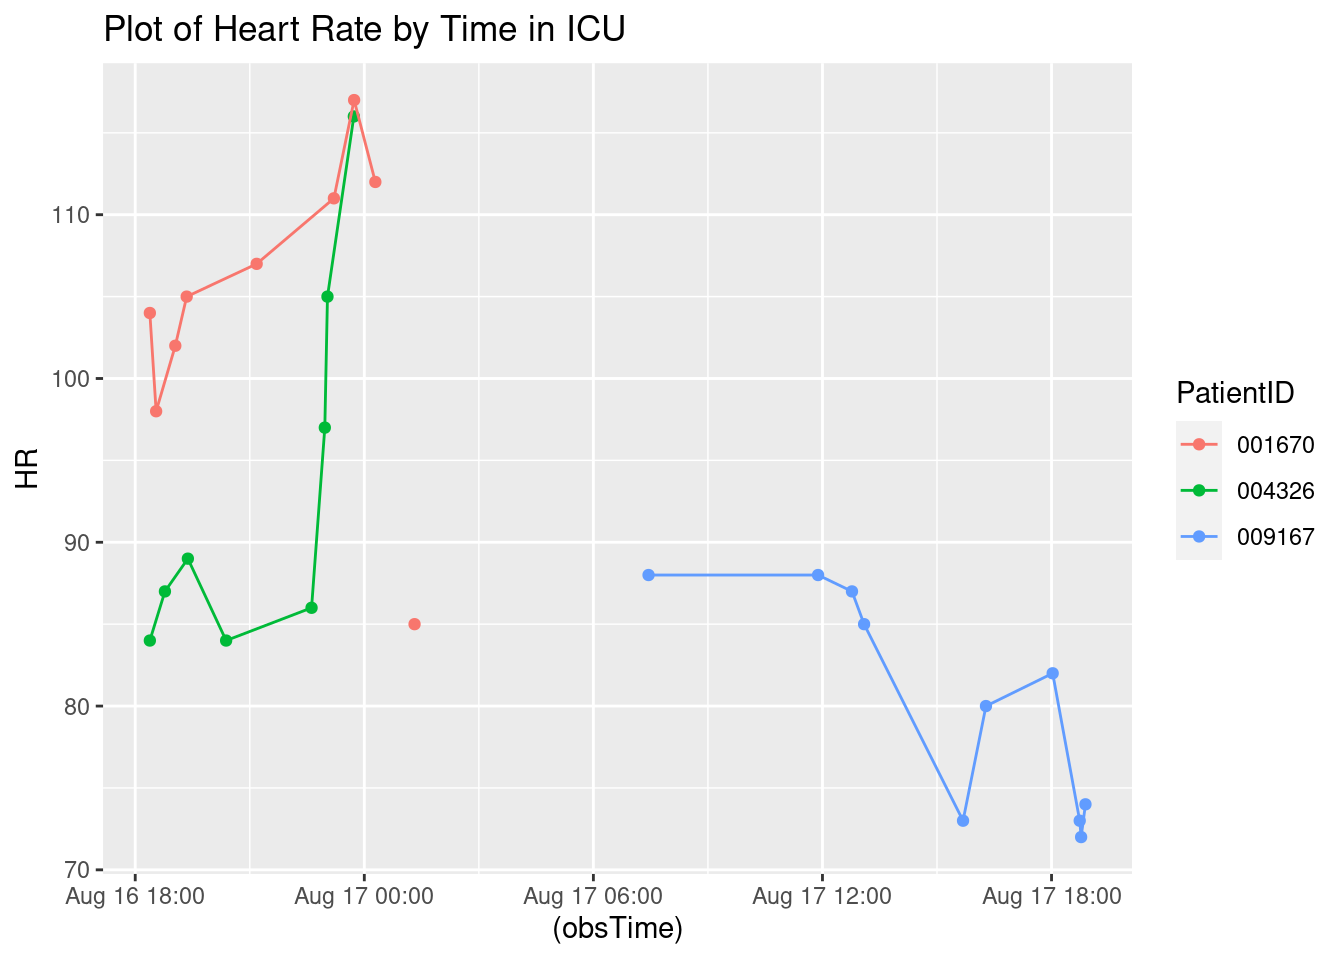 Plot of Heart Rate by Time in ICU
110
100
90
80
70
HR
Aug 16 18:00 Aug 17 00:00 Aug 17 06:00 Aug 17 12:00 Aug 17 18:00
(obsTime)
PatientID
001670
004326
009167